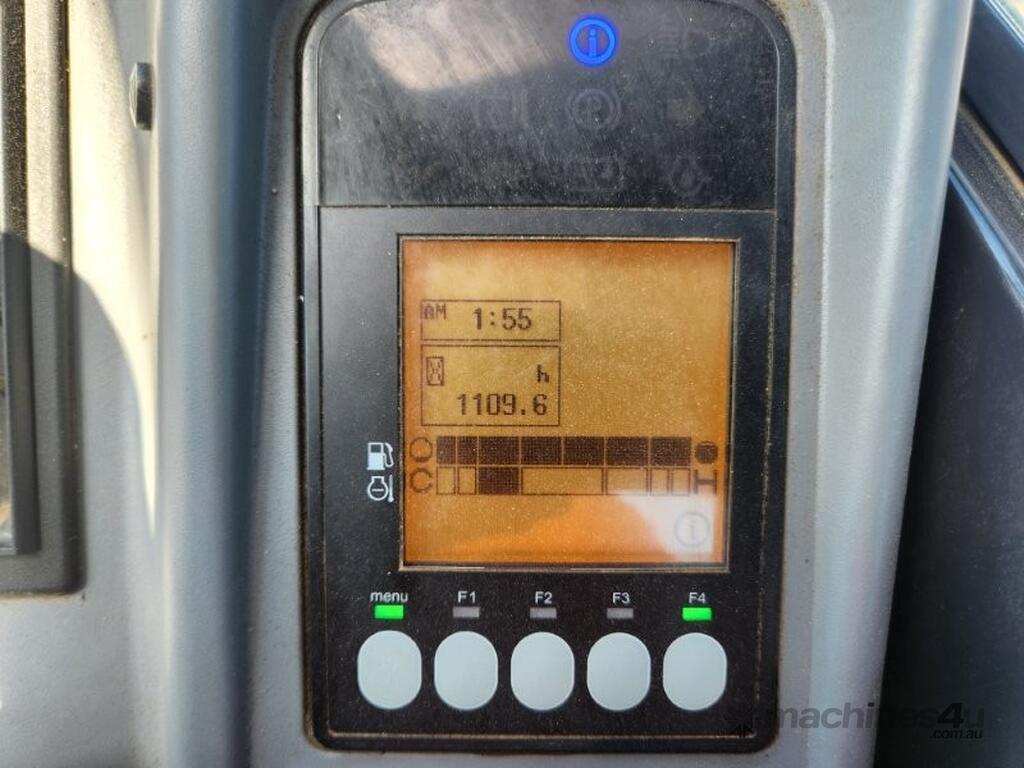 AM 1:55
h
1109.6
C H
menu F1 F2 F3 F4
machines4u
.com.au